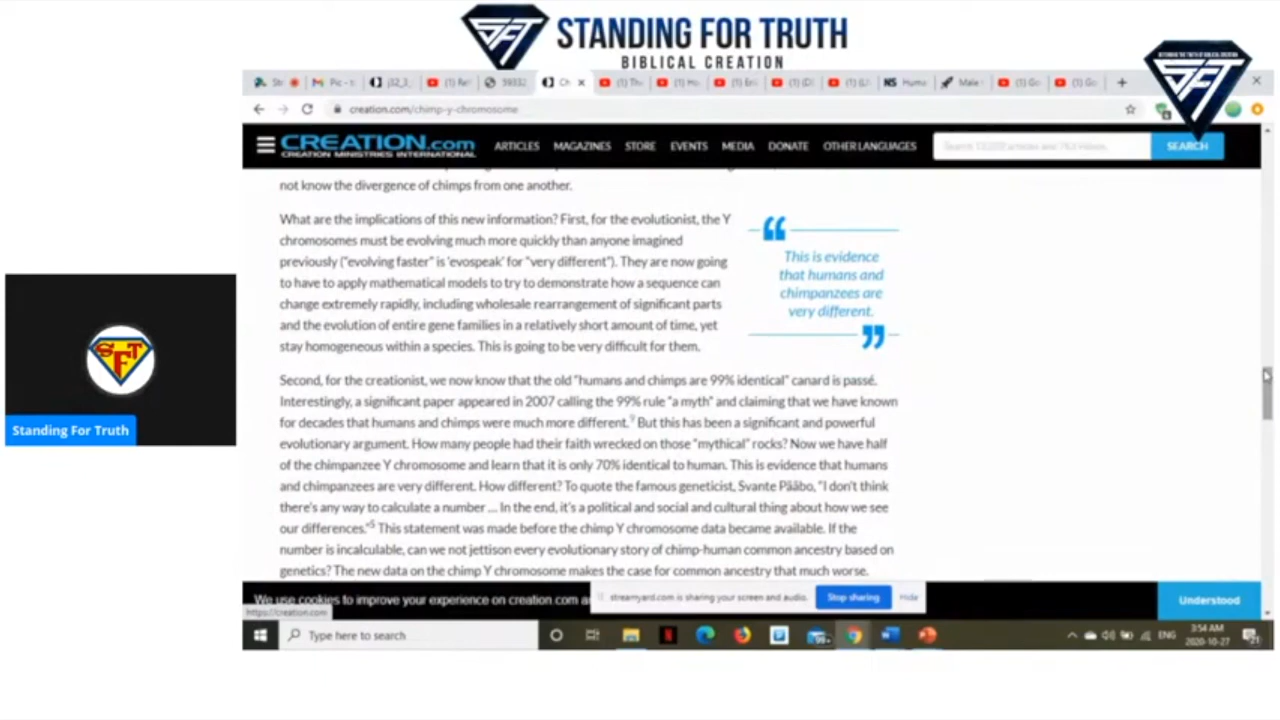 STANDING FOR TRUTH
BIBLICAL CREATION
SFT
creation.com/chimp-y-chromosome
CREATION.com
CREATION MINISTRIES INTERNATIONAL
ARTICLES MAGAZINES STORE EVENTS MEDIA DONATE OTHER LANGUAGES
SEARCH
not know the divergence of chimps from one another.
What are the implications of this new information? First, for the evolutionist, the Y
chromosomes must be evolving much more quickly than anyone imagined
previously ("evolving faster" is 'evospeak' for "very different"). They are now going
to have to apply mathematical models to try to demonstrate how a sequence can
change extremely rapidly, including wholesale rearrangement of significant parts
and the evolution of entire gene families in a relatively short amount of time, yet
stay homogeneous within a species. This is going to be very difficult for them.
This is evidence
that humans and
chimpanzees are
very different.
Second, for the creationist, we now know that the old "humans and chimps are 99% identical" canard is passé.
Interestingly, a significant paper appeared in 2007 calling the 99% rule "a myth" and claiming that we have known
for decades that humans and chimps were much more different.9 But this has been a significant and powerful
evolutionary argument. How many people had their faith wrecked on those "mythical" rocks? Now we have half
of the chimpanzee Y chromosome and learn that it is only 70% identical to human. This is evidence that humans
and chimpanzees are very different. How different? To quote the famous geneticist, Svante Pääbo, "I don't think
there's any way to calculate a number ... In the end, it's a political and social and cultural thing about how we see
our differences."5 This statement was made before the chimp Y chromosome data became available. If the
number is incalculable, can we not jettison every evolutionary story of chimp-human common ancestry based on
genetics? The new data on the chimp Y chromosome makes the case for common ancestry that much worse.
We use cookies to improve your experience on creation.com
streamyard.com is sharing your screen and audio. Stop sharing Hide
Understood
https://creation.com
Type here to search
ENG
3:54 AM
2020-10-27
SFT
Standing For Truth